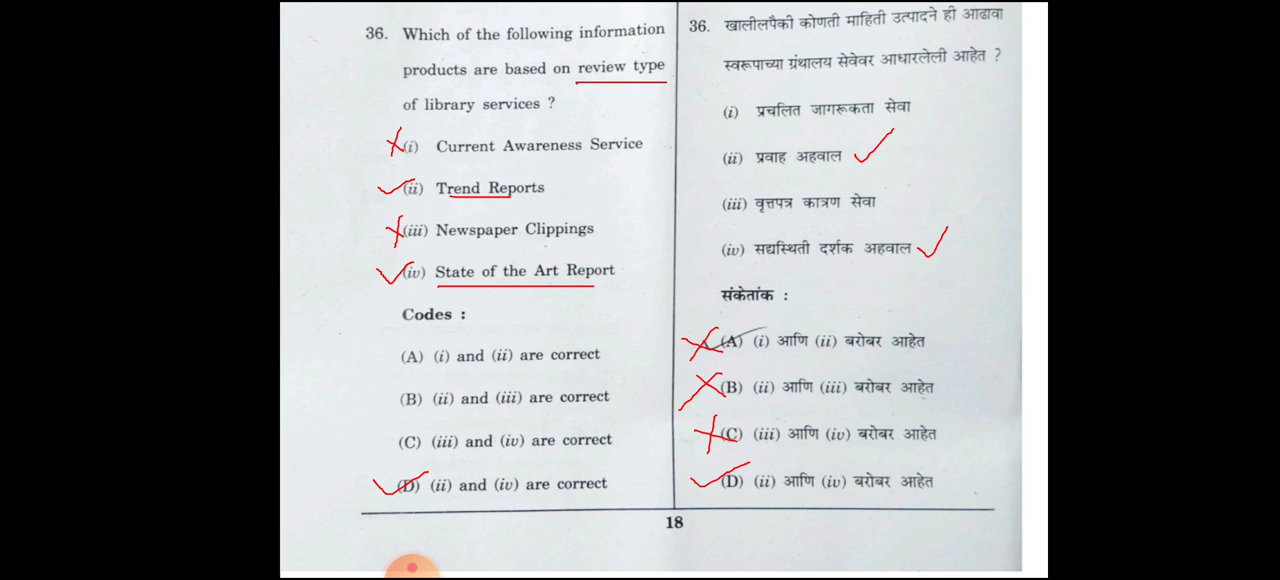 36. Which of the following information
products are based on review type
of library services ?
(i) Current Awareness Service
(ii) Trend Reports
(iii) Newspaper Clippings
(iv) State of the Art Report
Codes :
(A) (i) and (ii) are correct
(B) (ii) and (iii) are correct
(C) (iii) and (iv) are correct
(D) (ii) and (iv) are correct
36. खालीलपैकी कोणती माहिती उत्पादने ही आढावा
स्वरूपाच्या ग्रंथालय सेवेवर आधारलेली आहेत ?
(i) प्रचलित जागरूकता सेवा
(ii) प्रवाह अहवाल
(iii) वृत्तपत्र कात्रण सेवा
(iv) सद्यस्थिती दर्शक अहवाल
संकेतांक :
(A) (i) आणि (ii) बरोबर आहेत
(B) (ii) आणि (iii) बरोबर आहेत
(C) (iii) आणि (iv) बरोबर आहेत
(D) (ii) आणि (iv) बरोबर आहेत
18